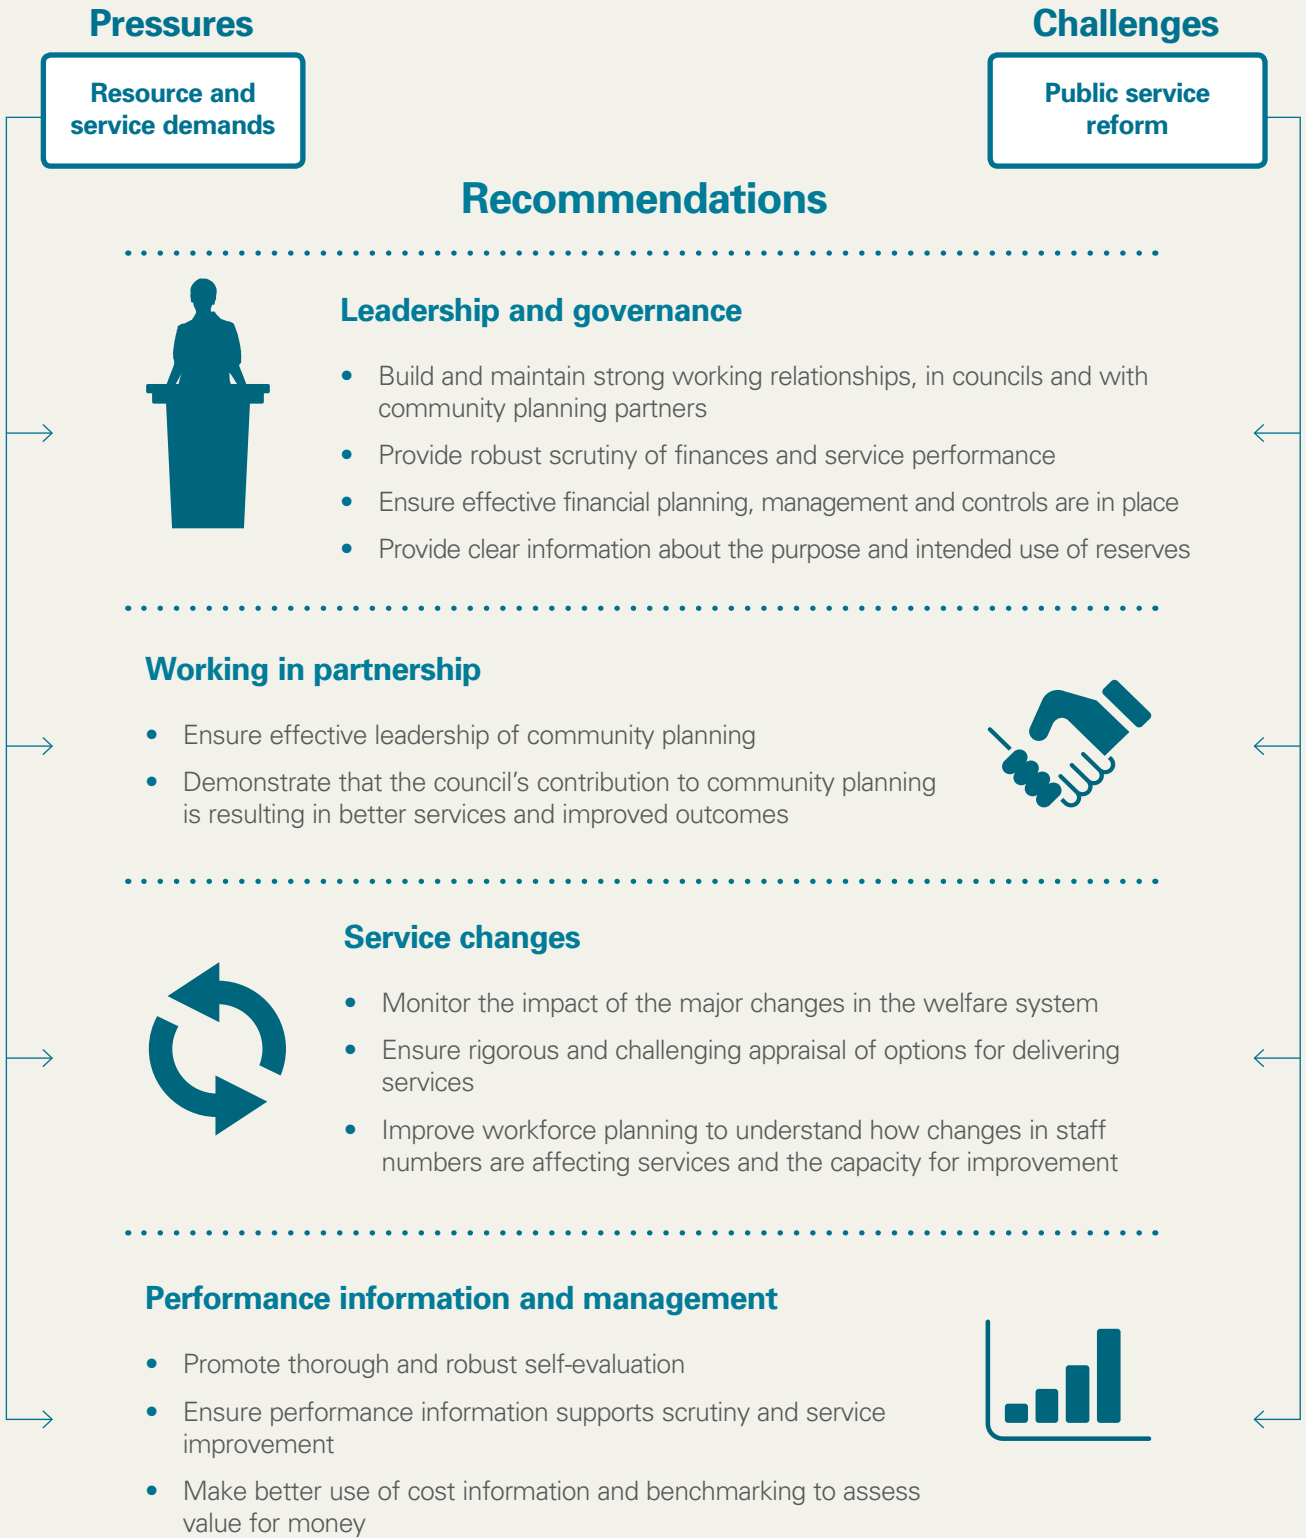 Pressures
Challenges
Resource and
service demands
Public service
reform
Recommendations
Leadership and governance
• Build and maintain strong working relationships, in councils and with
community planning partners
• Provide robust scrutiny of finances and service performance
• Ensure effective financial planning, management and controls are in place
• Provide clear information about the purpose and intended use of reserves
Working in partnership
• Ensure effective leadership of community planning
• Demonstrate that the council’s contribution to community planning
is resulting in better services and improved outcomes
Service changes
• Monitor the impact of the major changes in the welfare system
• Ensure rigorous and challenging appraisal of options for delivering
services
• Improve workforce planning to understand how changes in staff
numbers are affecting services and the capacity for improvement
Performance information and management
• Promote thorough and robust self-evaluation
• Ensure performance information supports scrutiny and service
improvement
• Make better use of cost information and benchmarking to assess
value for money